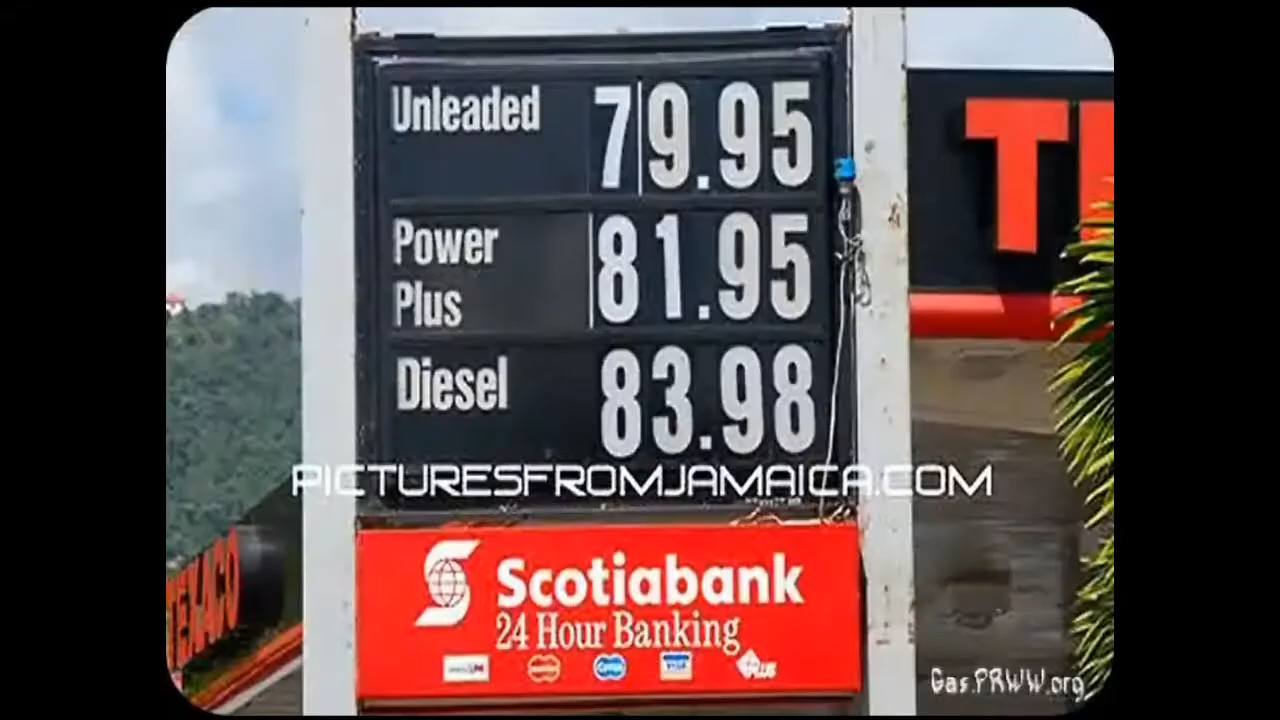 Unleaded 79.95
Power
Plus 81.95
Diesel 83.98
PICTURESFROMJAMAICA.COM
Scotiabank
24 Hour Banking
PLUS
TEXACO
Gas.PRWW.org